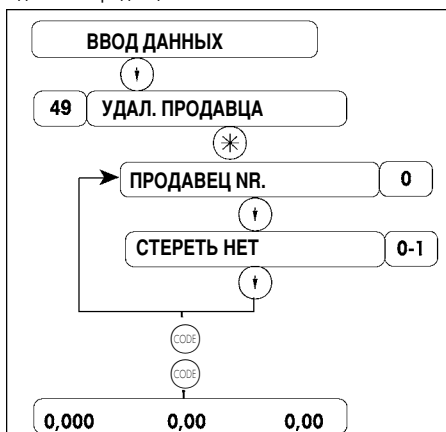 ВВОД ДАННЫХ
49 УДАЛ. ПРОДАВЦА
ПРОДАВЕЦ NR. 0
СТЕРЕТЬ НЕТ 0-1
CODE
CODE
0,000 0,00 0,00